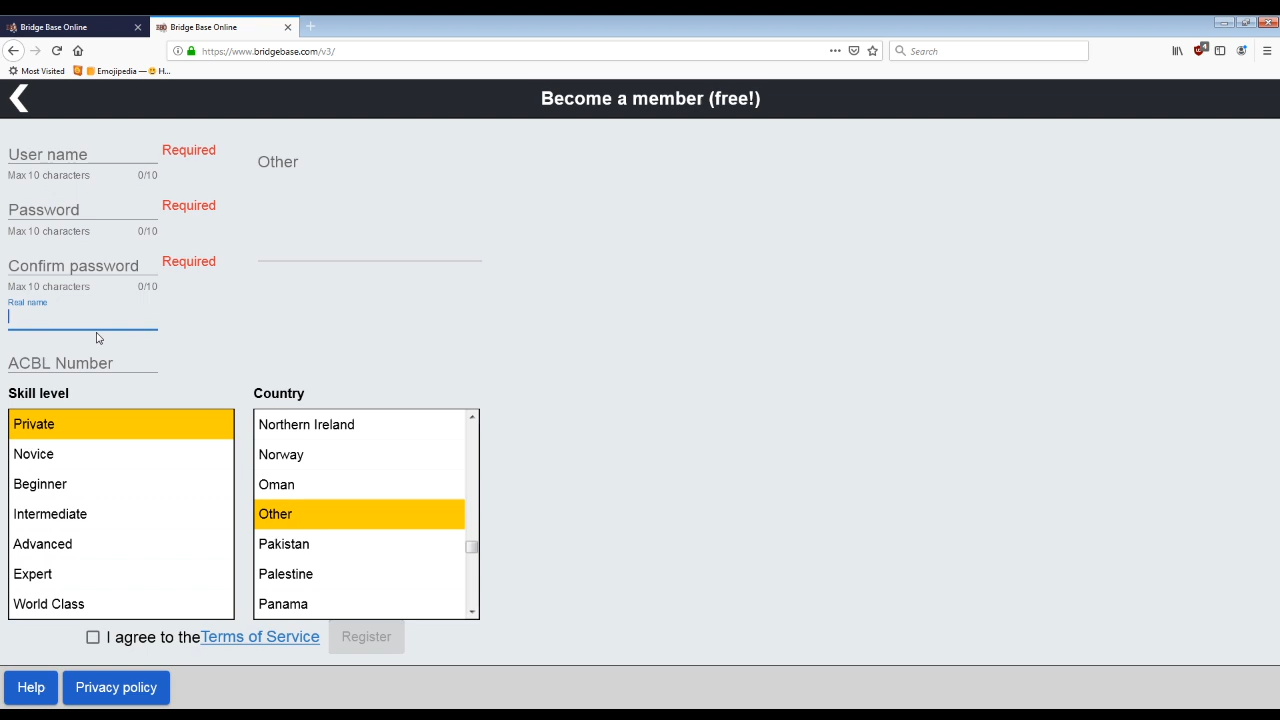 Bridge Base Online
Bridge Base Online
https://www.bridgebase.com/v3/
Search
4
Most Visited
Emojipedia — 😃 H...
Become a member (free!)
User name
Required
Max 10 characters
0/10
Other
Password
Required
Max 10 characters
0/10
Confirm password
Required
Max 10 characters
0/10
Real name
ACBL Number
Skill level
Private
Novice
Beginner
Intermediate
Advanced
Expert
World Class
Country
Northern Ireland
Norway
Oman
Other
Pakistan
Palestine
Panama
I agree to the Terms of Service
Register
Help
Privacy policy